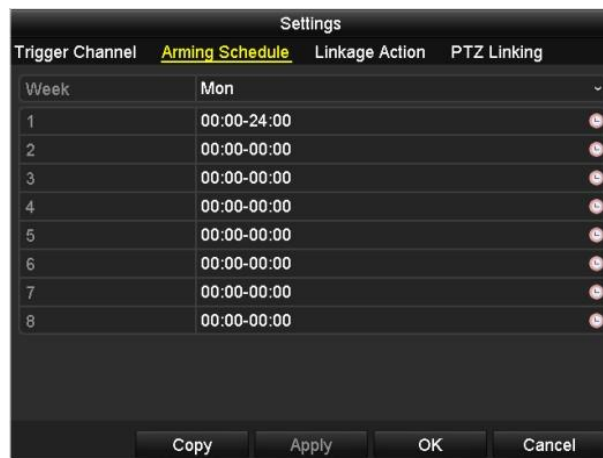 Settings
Trigger Channel Arming Schedule Linkage Action PTZ Linking
Week Mon
1 00:00-24:00
2 00:00-00:00
3 00:00-00:00
4 00:00-00:00
5 00:00-00:00
6 00:00-00:00
7 00:00-00:00
8 00:00-00:00
Copy Apply OK Cancel